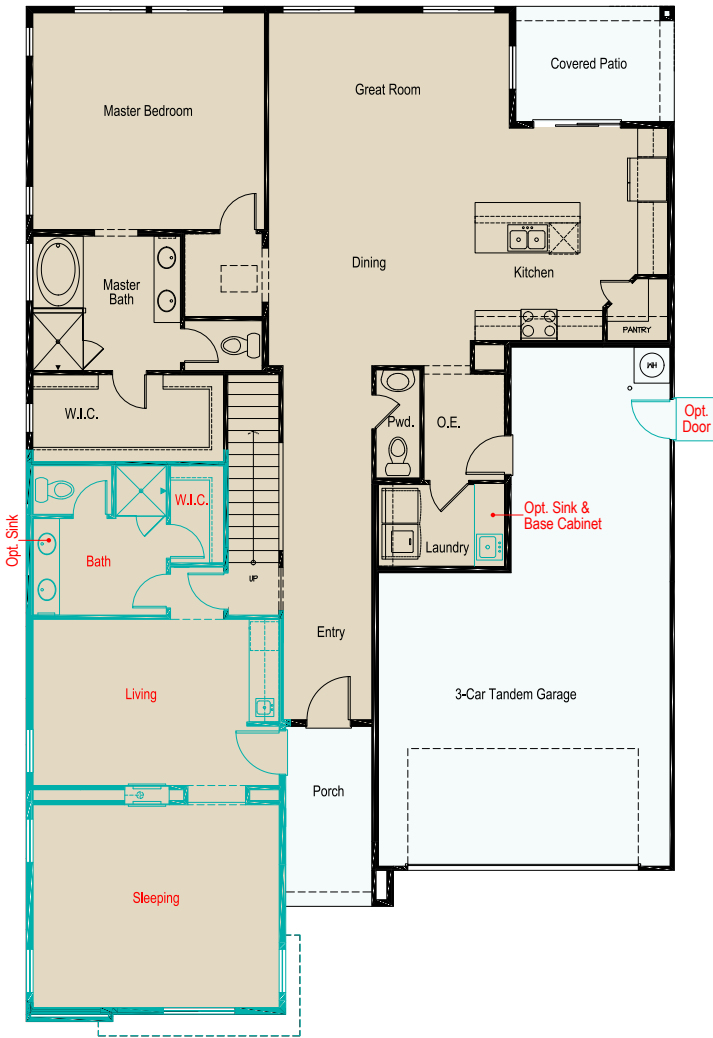 Covered Patio
Great Room
Master Bedroom
Dining
Kitchen
Master
Bath
PANTRY
WH
W.I.C.
Pwd.
O.E.
Opt.
Door
W.I.C.
Opt. Sink &
Base Cabinet
Opt. Sink
Bath
Laundry
UP
Entry
Living
3-Car Tandem Garage
Porch
Sleeping